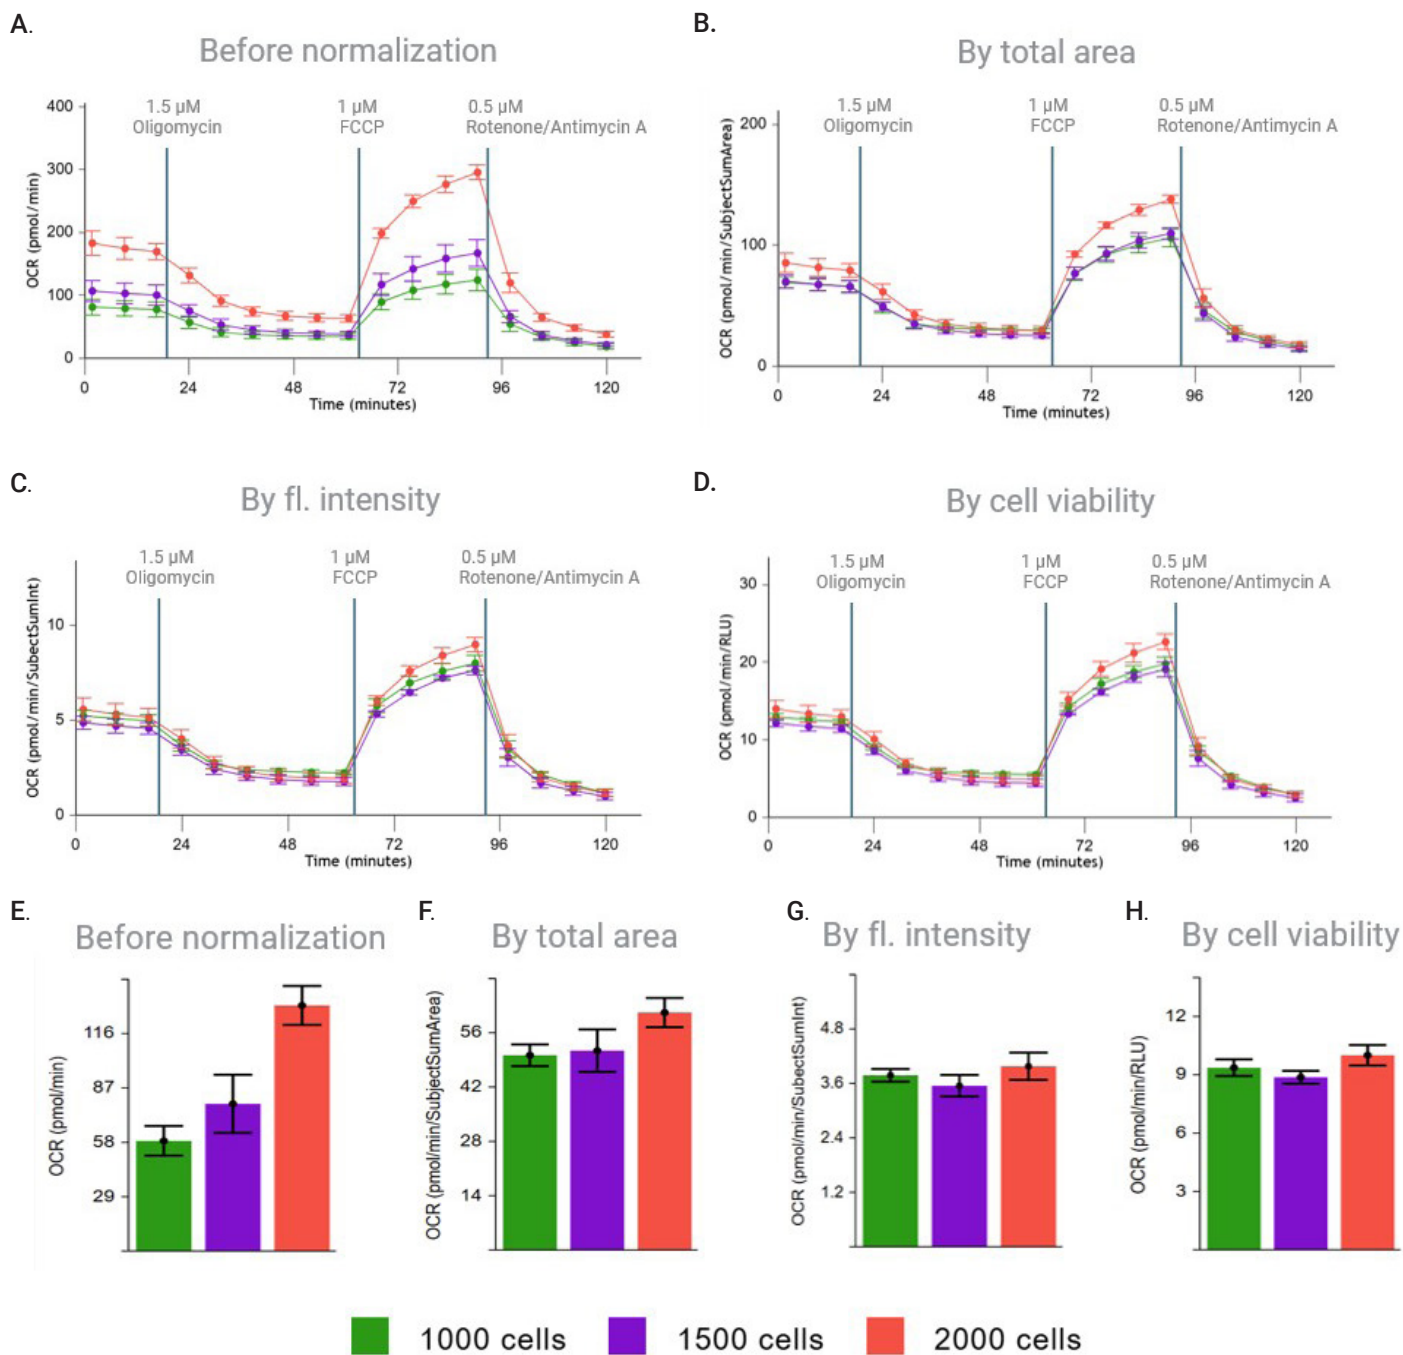 A.
Before normalization
1.5 µM
Oligomycin
1 µM
FCCP
0.5 µM
Rotenone/Antimycin A
OCR (pmol/min)
400
300
200
100
0
0
24
48
72
96
120
Time (minutes)
B.
By total area
1.5 µM
Oligomycin
1 µM
FCCP
0.5 µM
Rotenone/Antimycin A
OCR (pmol/min/SubjectSumArea)
200
100
0
0
24
48
72
96
120
Time (minutes)
C.
By fl. intensity
1.5 µM
Oligomycin
1 µM
FCCP
0.5 µM
Rotenone/Antimycin A
OCR (pmol/min/SubectSumInt)
10
5
0
0
24
48
72
96
120
Time (minutes)
D.
By cell viability
1.5 µM
Oligomycin
1 µM
FCCP
0.5 µM
Rotenone/Antimycin A
OCR (pmol/min/RLU)
30
20
10
0
0
24
48
72
96
120
Time (minutes)
E.
Before normalization
OCR (pmol/min)
116
87
58
29
F.
By total area
OCR (pmol/min/SubjectSumArea)
56
42
28
14
G.
By fl. intensity
OCR (pmol/min/SubectSumInt)
4.8
3.6
2.4
1.2
H.
By cell viability
OCR (pmol/min/RLU)
12
9
6
3
1000 cells
1500 cells
2000 cells